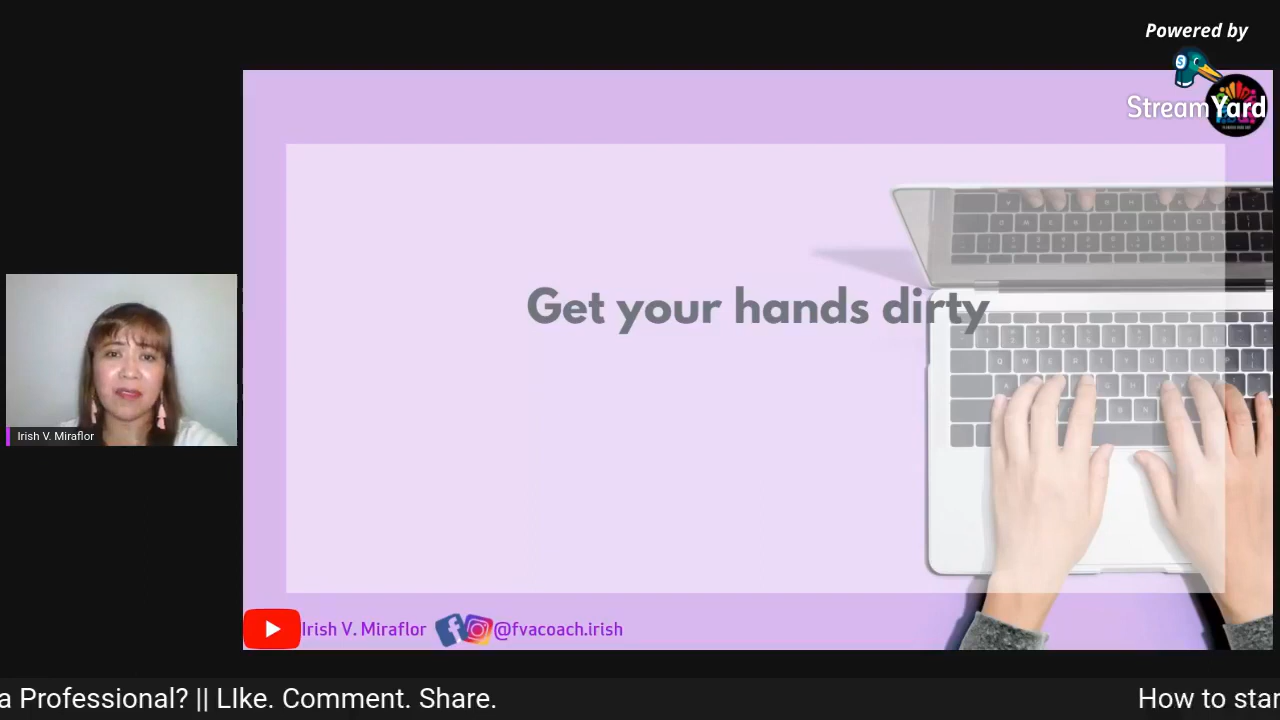 Powered by
StreamYard
Get your hands dirty
Irish V. Miraflor
Irish V. Miraflor @fvacoach.irish
a Professional? || LIke. Comment. Share.
How to star